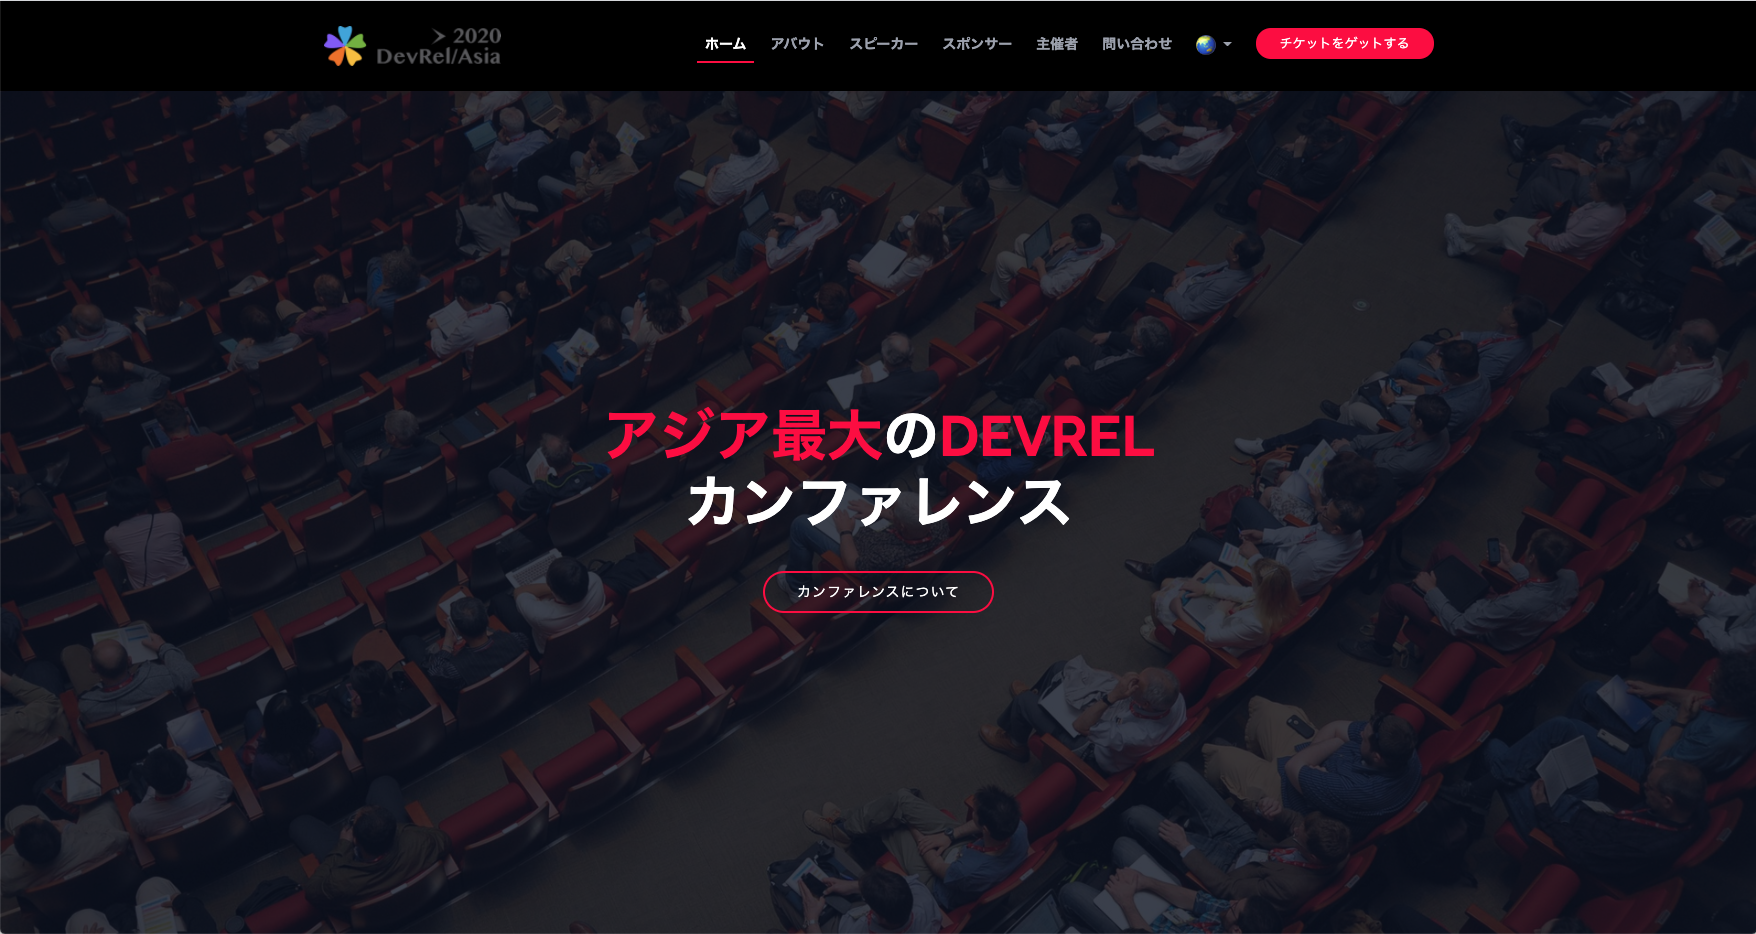 > 2020
DevRel/Asia
ホーム
アバウト
スピーカー
スポンサー
主催者
問い合わせ
チケットをゲットする
アジア最大のDEVREL
カンファレンス
カンファレンスについて